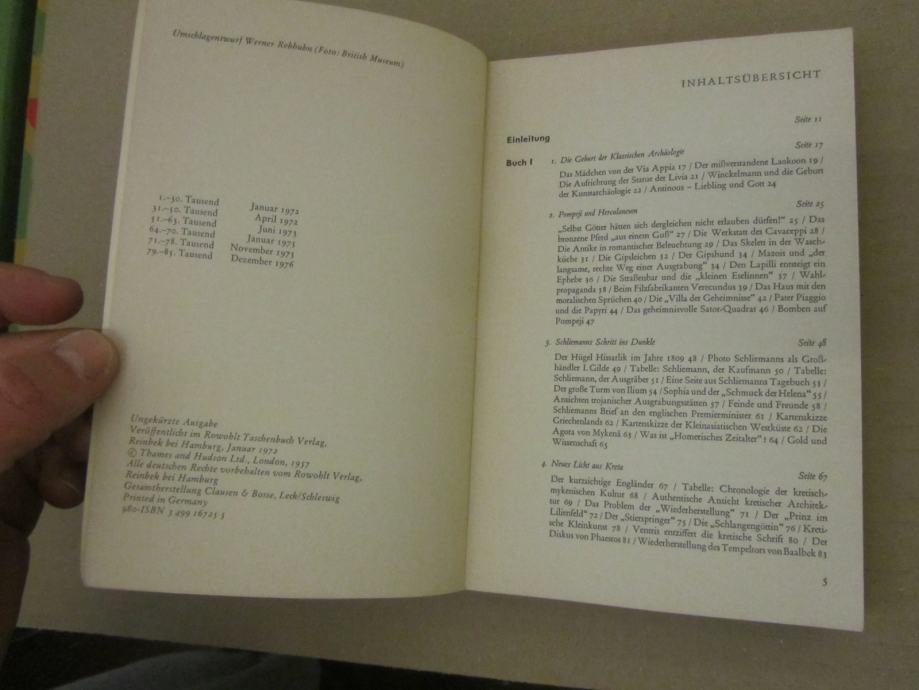 Umschlagentwurf Werner Rebhuhn (Foto: British Museum)
1.–30. Tausend Januar 1972
31.–50. Tausend April 1972
51.–63. Tausend Juni 1973
64.–70. Tausend Januar 1975
71.–78. Tausend November 1975
79.–85. Tausend Dezember 1976
Ungekürzte Ausgabe
Veröffentlicht im Rowohlt Taschenbuch Verlag,
Reinbek bei Hamburg, Januar 1972
© Thames and Hudson Ltd., London, 1957
Alle deutschen Rechte vorbehalten vom Rowohlt Verlag,
Reinbek bei Hamburg
Gesamtherstellung Clausen & Bosse, Leck/Schleswig
Printed in Germany
980-ISBN 3 499 16725 5
INHALTSÜBERSICHT
Einleitung Seite 11
Buch I 1. Die Geburt der Klassischen Archäologie Seite 17
Das Mädchen von der Via Appia 17 / Der mißverstandene Laokoon 19 /
Die Aufrichtung der Statue der Livia 21 / Winckelmann und die Geburt
der Kunstarchäologie 22 / Antinous – Liebling und Gott 24
2. Pompeji und Herculaneum Seite 25
„Selbst Götter hätten sich dergleichen nicht erlauben dürfen!" 25 / Das
bronzene Pferd „aus einem Guß" 27 / Die Werkstatt des Cavaceppi 28 /
Die Antike in romantischer Beleuchtung 29 / Das Skelett in der Wasch-
küche 31 / Die Gipsleichen 32 / Der Gipshund 34 / Mazois und „der
langsame, rechte Weg einer Ausgrabung" 34 / Den Lapilli entsteigt ein
Ephebe 36 / Die Straßenbar und die „kleinen Eselinnen" 37 / Wahl-
propaganda 38 / Beim Filzfabrikanten Verecundus 39 / Das Haus mit den
moralischen Sprüchen 40 / Die „Villa der Geheimnisse" 42 / Pater Piaggio
und die Papyri 44 / Das geheimnisvolle Sator-Quadrat 46 / Bomben auf
Pompeji 47
3. Schliemanns Schritt ins Dunkle Seite 48
Der Hügel Hissarlik im Jahre 1809 48 / Photo Schliemanns als Groß-
händler I. Gilde 49 / Tabelle: Schliemann, der Kaufmann 50 / Tabelle:
Schliemann, der Ausgräber 51 / Eine Seite aus Schliemanns Tagebuch 53 /
Der große Turm von Ilium 54 / Sophia und der „Schmuck der Helena" 55 /
Ansichten trojanischer Ausgrabungsstätten 57 / Feinde und Freunde 58 /
Schliemanns Brief an den englischen Premierminister 61 / Kartenskizze
Griechenlands 62 / Kartenskizze der Kleinasiatischen Westküste 62 / Die
Agora von Mykenä 63 / Was ist „Homerisches Zeitalter"? 64 / Gold und
Wissenschaft 65
4. Neues Licht aus Kreta Seite 67
Der kurzsichtige Engländer 67 / Tabelle: Chronologie der kretisch-
mykenischen Kultur 68 / Authentische Ansicht kretischer Architek-
tur 69 / Das Problem der „Wiederherstellung" 71 / Der „Prinz im
Lilienfeld" 72 / Der „Stierspringer" 75 / Die „Schlangengöttin" 76 / Kreti-
sche Kleinkunst 78 / Ventris entziffert die kretische Schrift 80 / Der
Diskus von Phaestos 81 / Wiederherstellung des Tempeltors von Baalbek 83
5